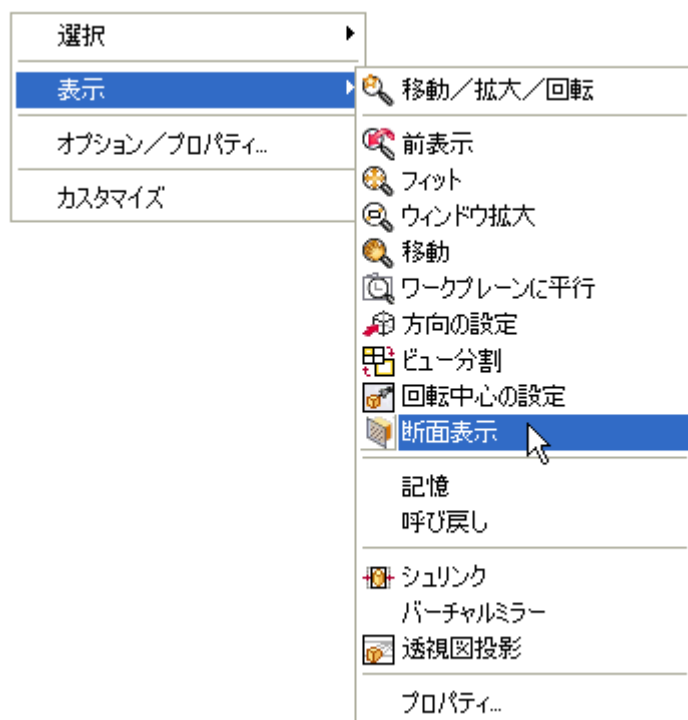 選択
表示
オプション／プロパティ...
カスタマイズ
移動／拡大／回転
前表示
フィット
ウィンドウ拡大
移動
ワークプレーンに平行
方向の設定
ビュー分割
回転中心の設定
断面表示
記憶
呼び戻し
シュリンク
バーチャルミラー
透視図投影
プロパティ...